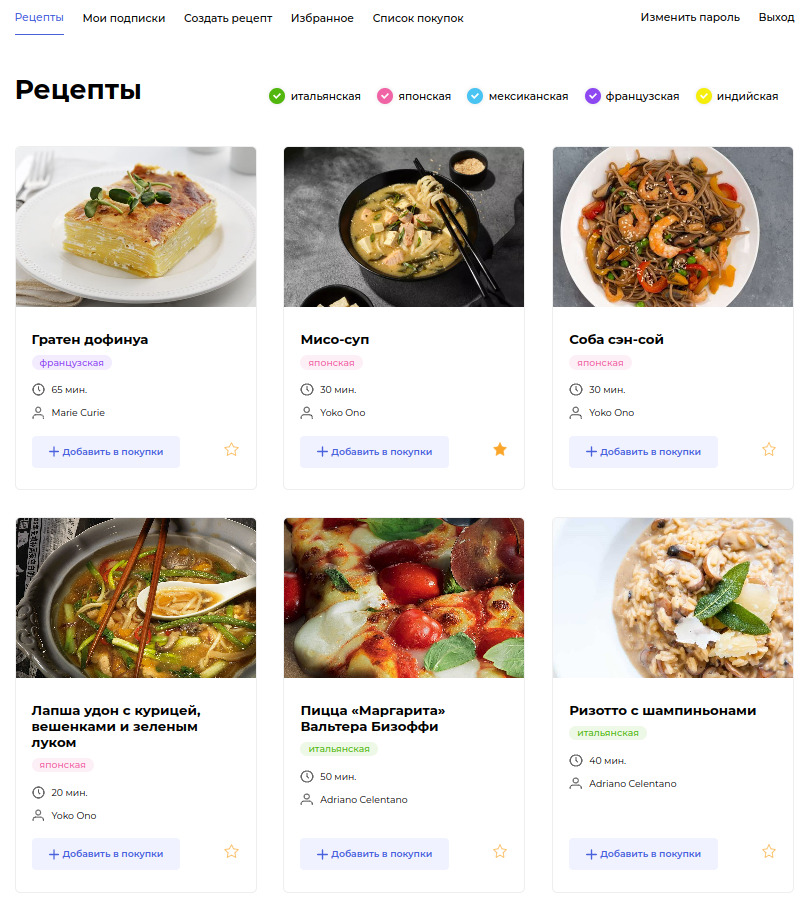 Рецепты Мои подписки Создать рецепт Избранное Список покупок Изменить пароль Выход
Рецепты
итальянская японская мексиканская французская индийская
Гратен дофинуа
французская
65 мин.
Marie Curie
+ Добавить в покупки
Мисо-суп
японская
30 мин.
Yoko Ono
+ Добавить в покупки
Соба сэн-сой
японская
30 мин.
Yoko Ono
+ Добавить в покупки
Лапша удон с курицей,
вешенками и зеленым
луком
японская
20 мин.
Yoko Ono
+ Добавить в покупки
Пицца «Маргарита»
Вальтера Бизоффи
итальянская
50 мин.
Adriano Celentano
+ Добавить в покупки
Ризотто с шампиньонами
итальянская
40 мин.
Adriano Celentano
+ Добавить в покупки